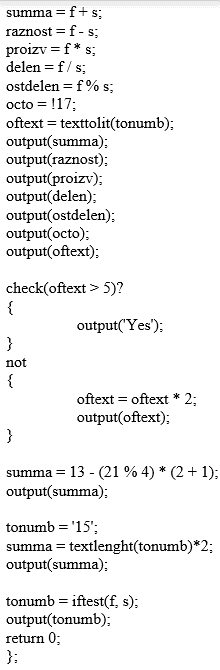 summa = f + s;
raznost = f - s;
proizv = f * s;
delen = f / s;
ostdelen = f % s;
octo = !17;
oftext = texttolit(tonumb);
output(summa);
output(raznost);
output(proizv);
output(delen);
output(ostdelen);
output(octo);
output(oftext);
check(oftext > 5)?
{
output('Yes');
}
not
{
oftext = oftext * 2;
output(oftext);
}
summa = 13 - (21 % 4) * (2 + 1);
output(summa);
tonumb = '15';
summa = textlenght(tonumb)*2;
output(summa);
tonumb = iftest(f, s);
output(tonumb);
return 0;
};